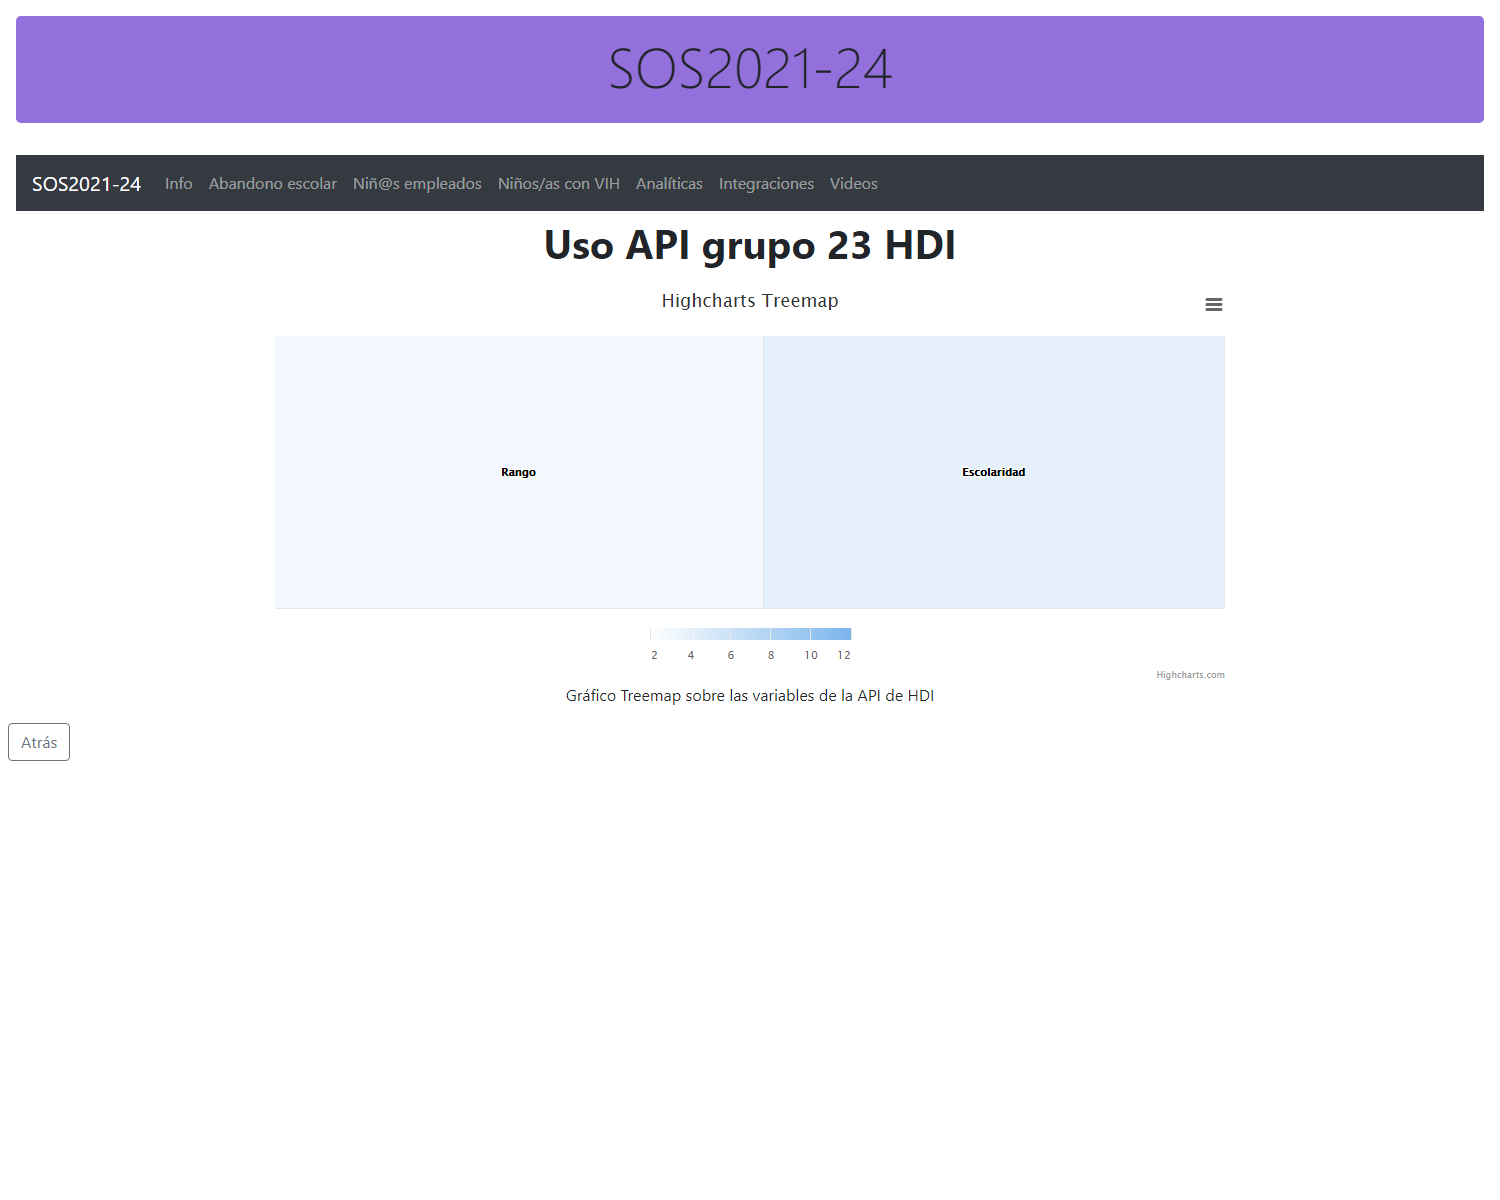 SOS2021-24
SOS2021-24 Info Abandono escolar Niñ@s empleados Niños/as con VIH Analíticas Integraciones Videos
Uso API grupo 23 HDI
Highcharts Treemap
Rango Escolaridad
2 4 6 8 10 12
Highcharts.com
Gráfico Treemap sobre las variables de la API de HDI
Atrás